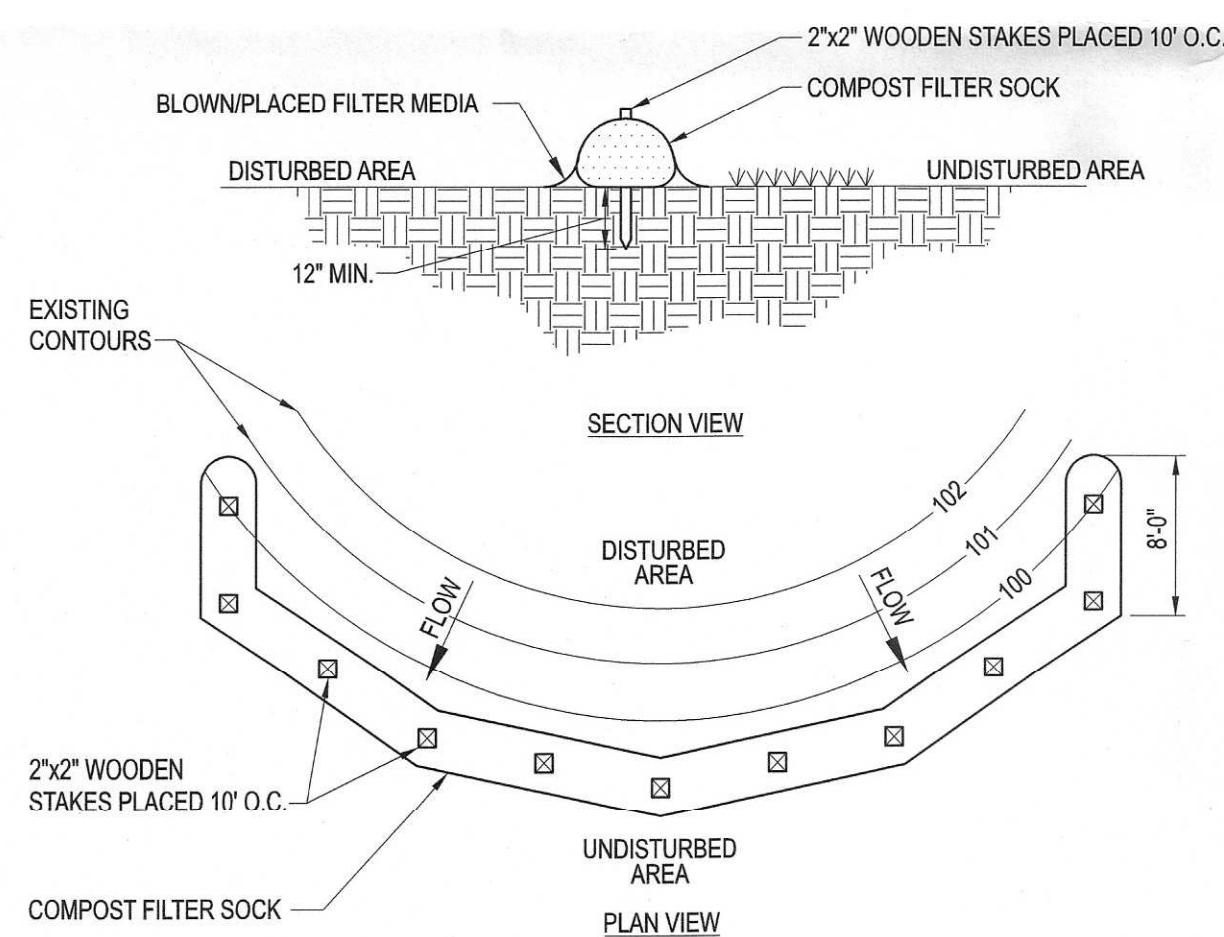 2"x2" WOODEN STAKES PLACED 10' O.C.
BLOWN/PLACED FILTER MEDIA
COMPOST FILTER SOCK
DISTURBED AREA
UNDISTURBED AREA
12" MIN.
EXISTING
CONTOURS
SECTION VIEW
102
101
100
DISTURBED
AREA
FLOW
FLOW
8'-0"
2"x2" WOODEN
STAKES PLACED 10' O.C.
UNDISTURBED
AREA
COMPOST FILTER SOCK
PLAN VIEW